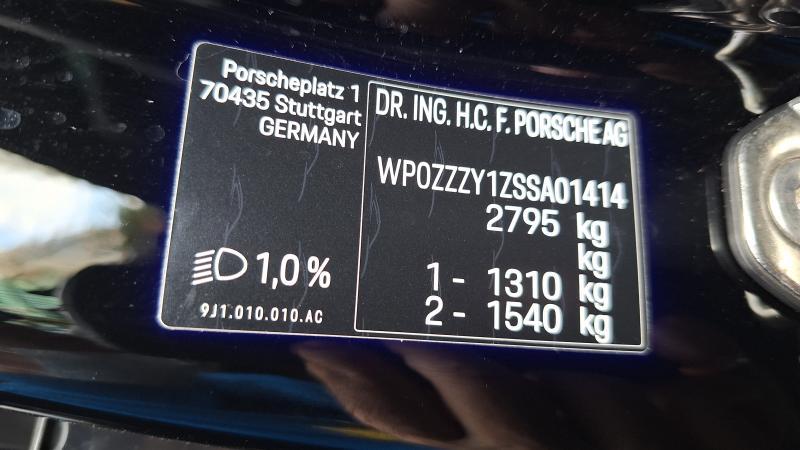 Porscheplatz 1
70435 Stuttgart
GERMANY
1,0 %
9J1.010.010.AC
DR. ING. H.C. F. PORSCHE AG
WP0ZZZY1ZSSA01414
2795 kg
kg
1 - 1310 kg
2 - 1540 kg